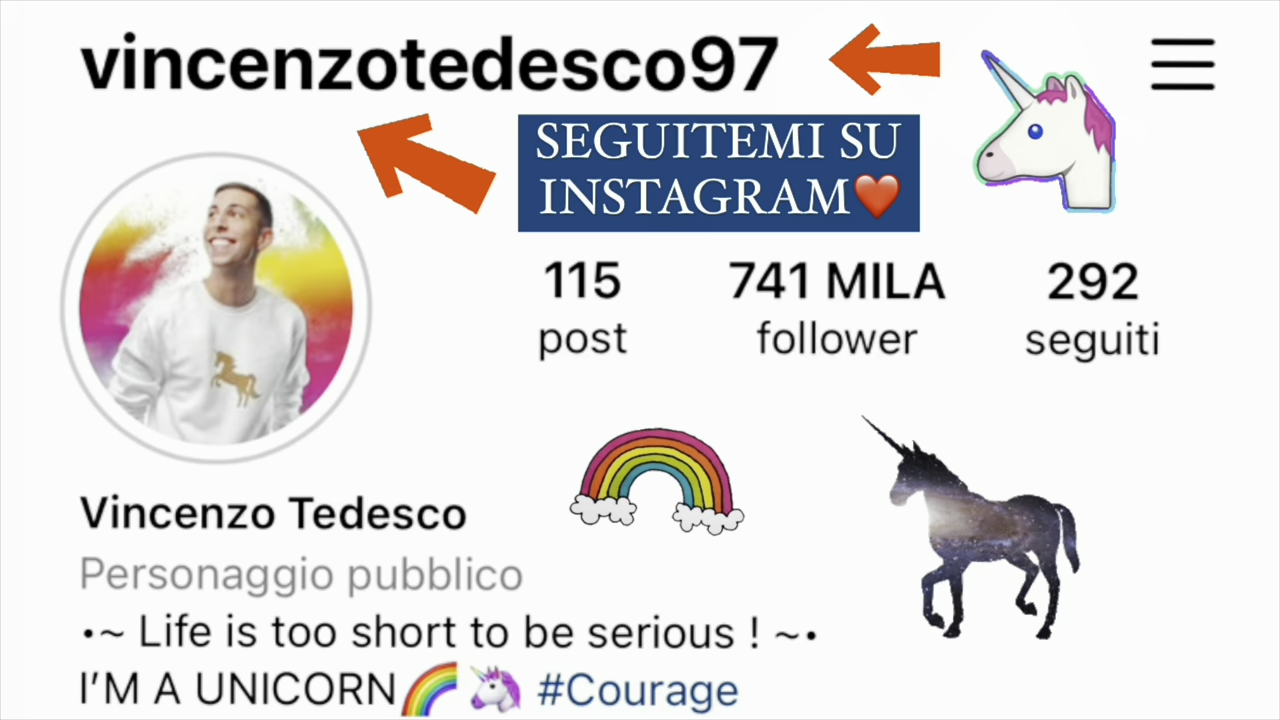 vincenzotedesco97
SEGUITEMI SU
INSTAGRAM❤️
115 741 MILA 292
post follower seguiti
Vincenzo Tedesco
Personaggio pubblico
•~ Life is too short to be serious ! ~•
I’M A UNICORN🌈🦄 #Courage